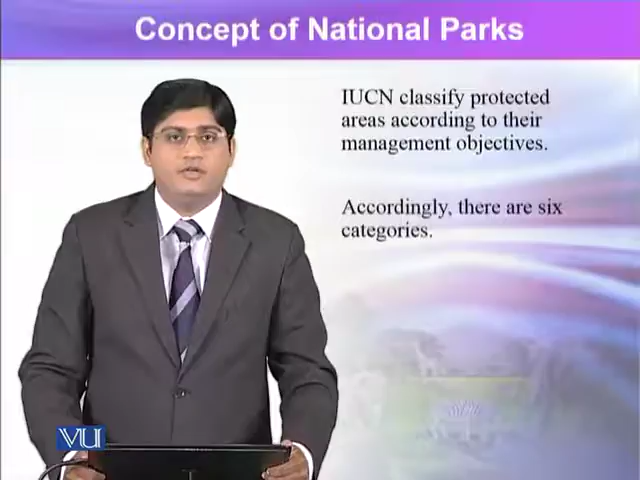 Concept of National Parks
IUCN classify protected
areas according to their
management objectives.
Accordingly, there are six
categories.
VU